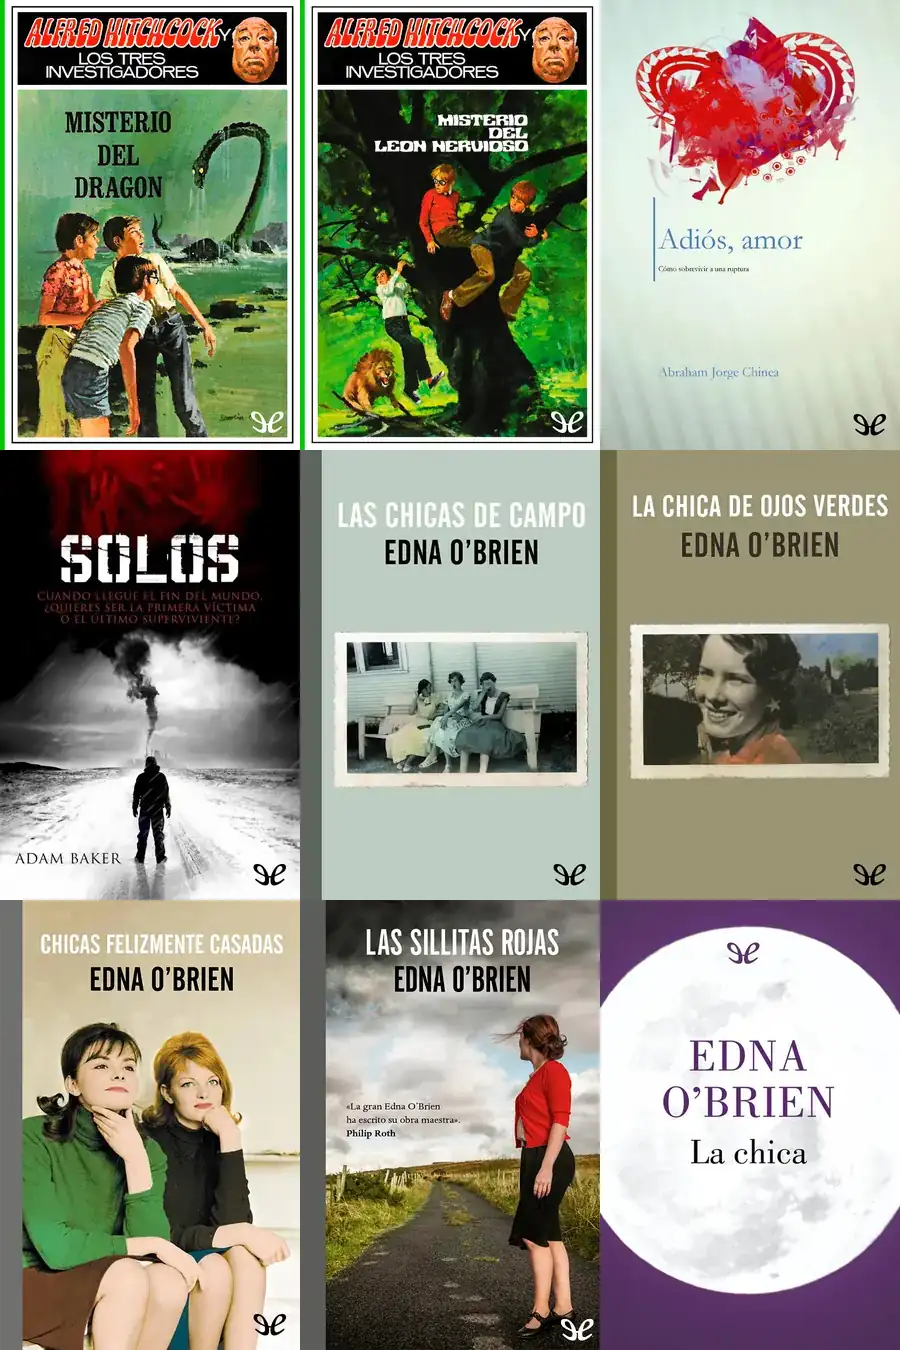 ALFRED HITCHCOCK Y
LOS TRES
INVESTIGADORES
MISTERIO
DEL
DRAGON
ALFRED HITCHCOCK Y
LOS TRES
INVESTIGADORES
MISTERIO
DEL
LEON NERVIOSO
Adiós, amor
Cómo sobrevivir a una ruptura
Abraham Jorge Chinea
SOLOS
CUANDO LLEGUE EL FIN DEL MUNDO,
¿QUIERES SER LA PRIMERA VÍCTIMA
O EL ÚLTIMO SUPERVIVIENTE?
ADAM BAKER
LAS CHICAS DE CAMPO
EDNA O'BRIEN
LA CHICA DE OJOS VERDES
EDNA O'BRIEN
CHICAS FELIZMENTE CASADAS
EDNA O'BRIEN
LAS SILLITAS ROJAS
EDNA O'BRIEN
«La gran Edna O'Brien
ha escrito su obra maestra».
Philip Roth
EDNA
O'BRIEN
La chica